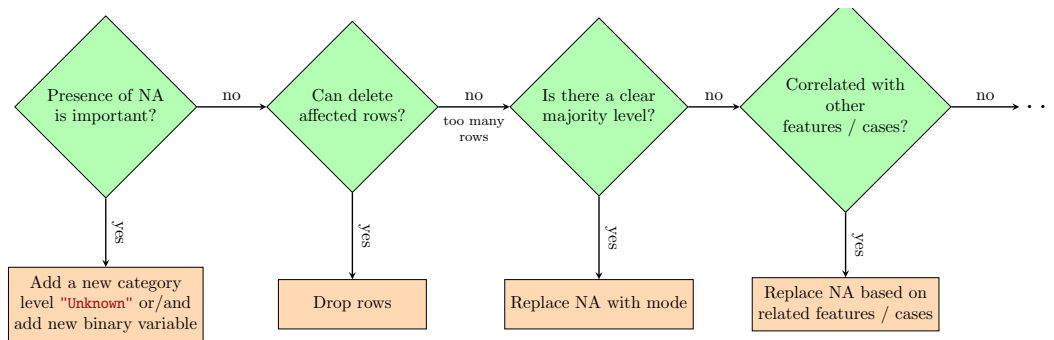 Presence of NA
is important?
no
Can delete
affected rows?
no
too many
rows
Is there a clear
majority level?
no
Correlated with
other
features / cases?
no
yes
yes
yes
yes
Add a new category
level "Unknown" or/and
add new binary variable
Drop rows
Replace NA with mode
Replace NA based on
related features / cases